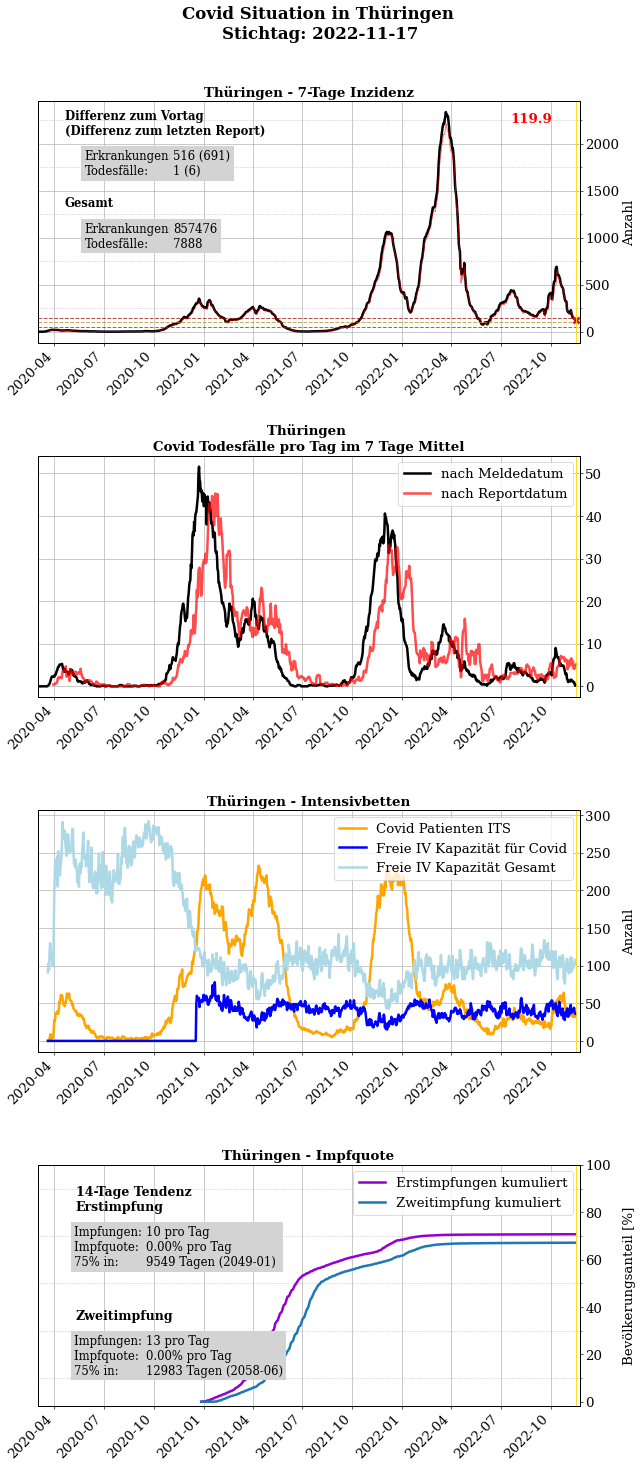 Covid Situation in Thüringen
Stichtag: 2022-11-17
Thüringen - 7-Tage Inzidenz
Differenz zum Vortag
(Differenz zum letzten Report)
Erkrankungen 516 (691)
Todesfälle: 1 (6)
Gesamt
Erkrankungen 857476
Todesfälle: 7888
119.9
2000
1500
1000
500
0
Anzahl
2020-04 2020-07 2020-10 2021-01 2021-04 2021-07 2021-10 2022-01 2022-04 2022-07 2022-10
Thüringen
Covid Todesfälle pro Tag im 7 Tage Mittel
nach Meldedatum
nach Reportdatum
50
40
30
20
10
0
2020-04 2020-07 2020-10 2021-01 2021-04 2021-07 2021-10 2022-01 2022-04 2022-07 2022-10
Thüringen - Intensivbetten
Covid Patienten ITS
Freie IV Kapazität für Covid
Freie IV Kapazität Gesamt
300
250
200
150
100
50
0
Anzahl
2020-04 2020-07 2020-10 2021-01 2021-04 2021-07 2021-10 2022-01 2022-04 2022-07 2022-10
Thüringen - Impfquote
14-Tage Tendenz
Erstimpfung
Impfungen: 10 pro Tag
Impfquote: 0.00% pro Tag
75% in: 9549 Tagen (2049-01)
Zweitimpfung
Impfungen: 13 pro Tag
Impfquote: 0.00% pro Tag
75% in: 12983 Tagen (2058-06)
Erstimpfungen kumuliert
Zweitimpfung kumuliert
100
80
60
40
20
0
Bevölkerungsanteil [%]
2020-04 2020-07 2020-10 2021-01 2021-04 2021-07 2021-10 2022-01 2022-04 2022-07 2022-10